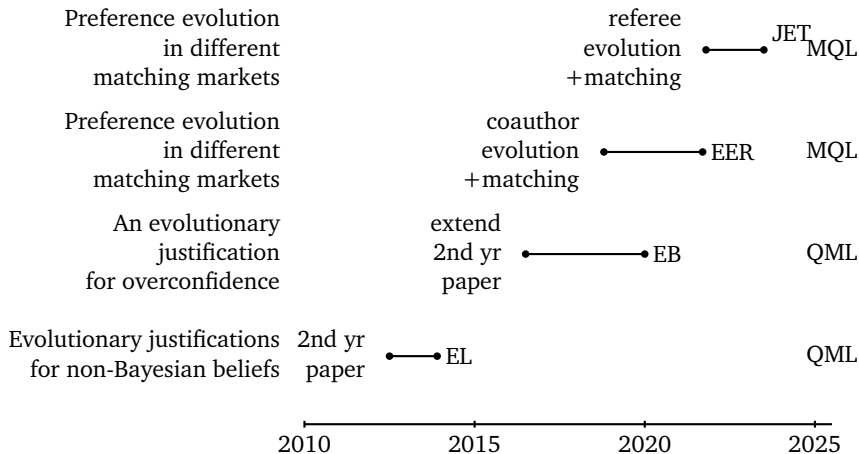 Preference evolution
in different
matching markets
referee
evolution
+matching
JET
MQL
Preference evolution
in different
matching markets
coauthor
evolution
+matching
EER
MQL
An evolutionary
justification
for overconfidence
extend
2nd yr
paper
EB
QML
Evolutionary justifications
for non-Bayesian beliefs
2nd yr
paper
EL
QML
2010 2015 2020 2025